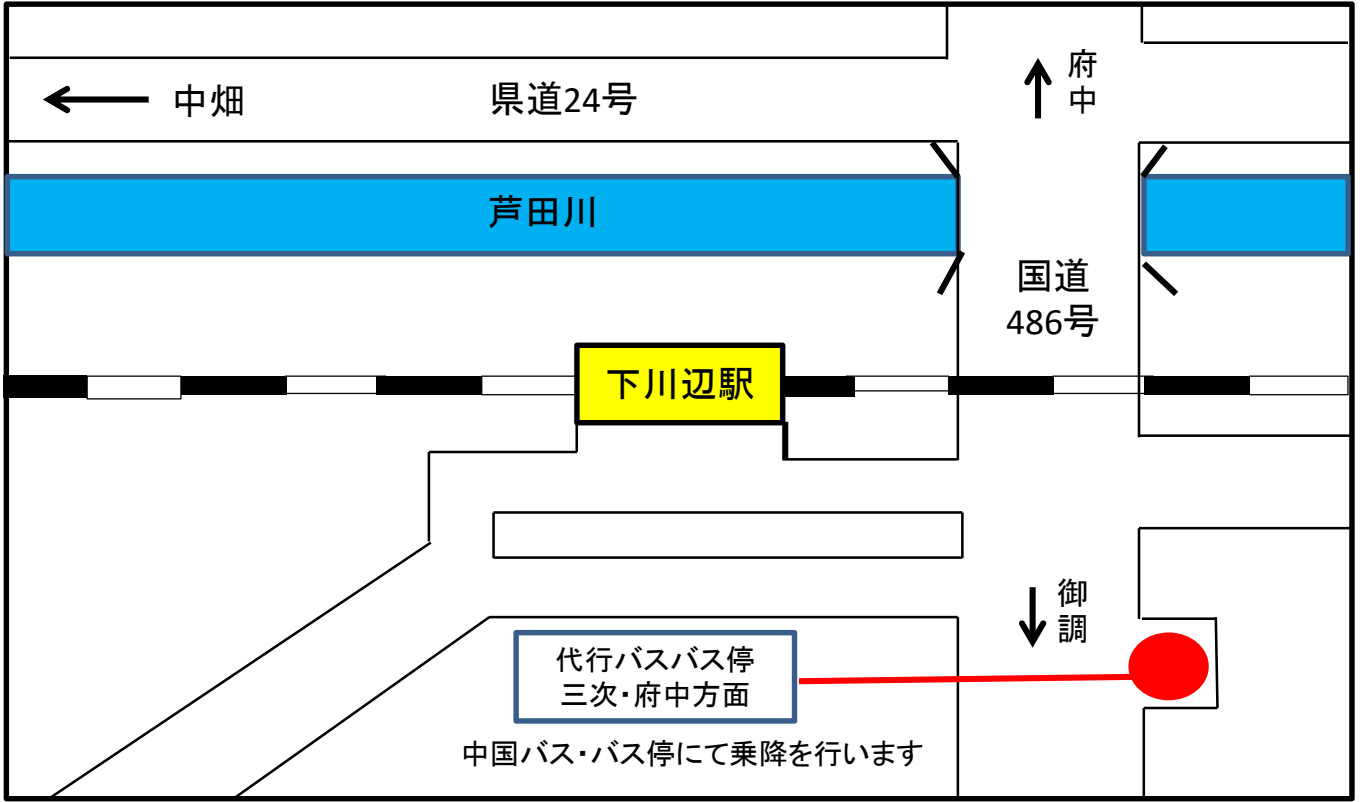 府
中
中畑
県道24号
芦田川
国道
486号
下川辺駅
御
調
代行バスバス停
三次・府中方面
中国バス・バス停にて乗降を行います